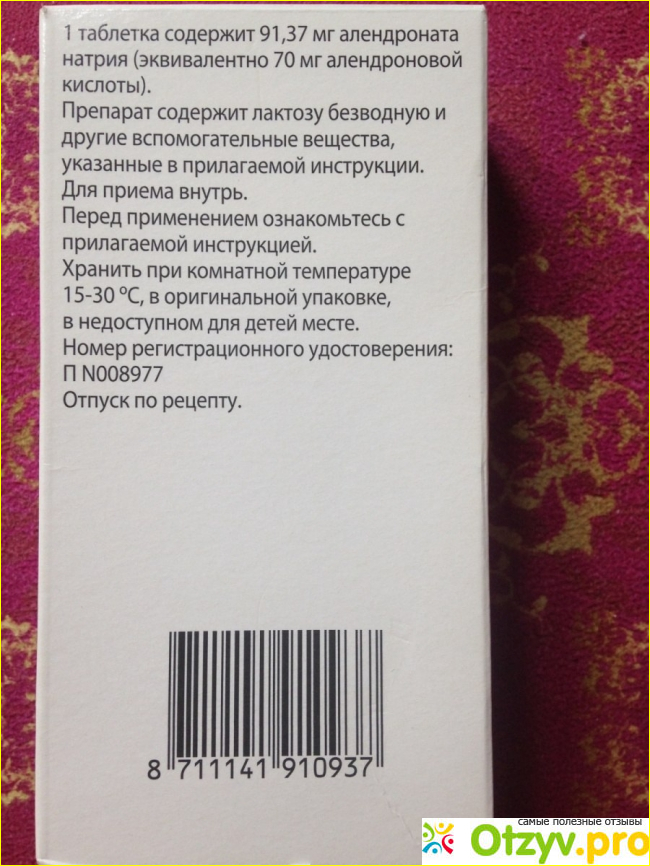 1 таблетка содержит 91,37 мг алендроната
натрия (эквивалентно 70 мг алендроновой
кислоты).
Препарат содержит лактозу безводную и
другие вспомогательные вещества,
указанные в прилагаемой инструкции.
Для приема внутрь.
Перед применением ознакомьтесь с
прилагаемой инструкцией.
Хранить при комнатной температуре
15-30 ºС, в оригинальной упаковке,
в недоступном для детей месте.
Номер регистрационного удостоверения:
П N008977
Отпуск по рецепту.
8 711141 910937
самые полезные отзывы
Otzyv.pro